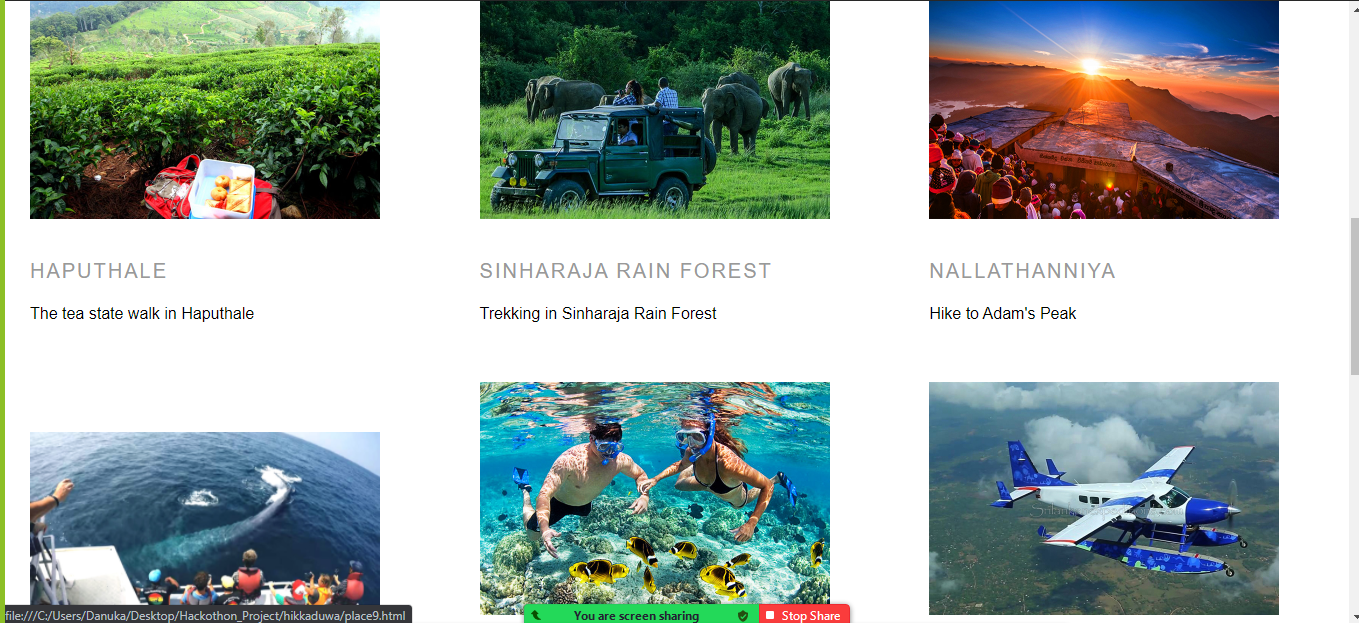 HAPUTHALE
SINHARAJA RAIN FOREST
NALLATHANNIYA
The tea state walk in Haputhale
Trekking in Sinharaja Rain Forest
Hike to Adam's Peak
file:///C:/Users/Danuka/Desktop/Hackothon_Project/hikkaduwa/place9.html
You are screen sharing
Stop Share